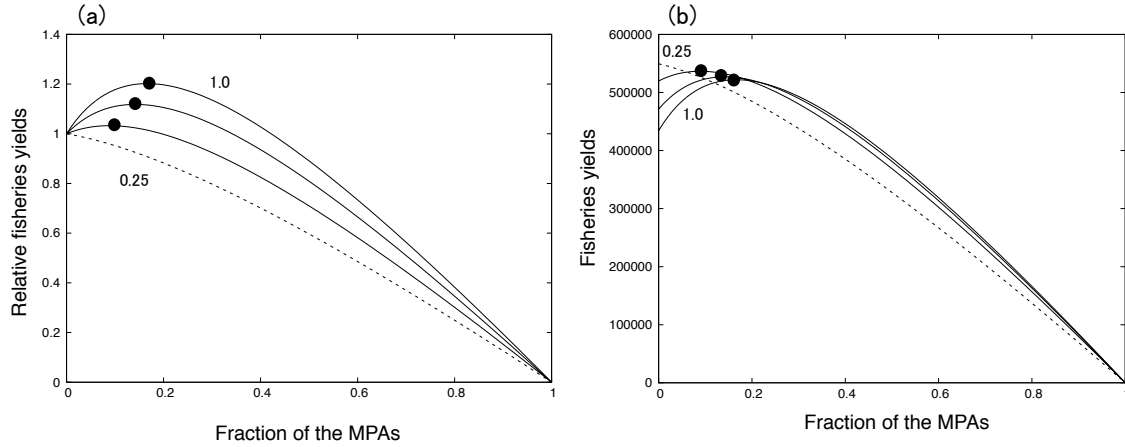 (a)
1.4
1.2
1
0.8
0.6
0.4
0.2
0
Relative fisheries yields
1.0
0.25
0 0.2 0.4 0.6 0.8 1
Fraction of the MPAs
(b)
600000
500000
400000
300000
200000
100000
0
Fisheries yields
0.25
1.0
0 0.2 0.4 0.6 0.8 1
Fraction of the MPAs